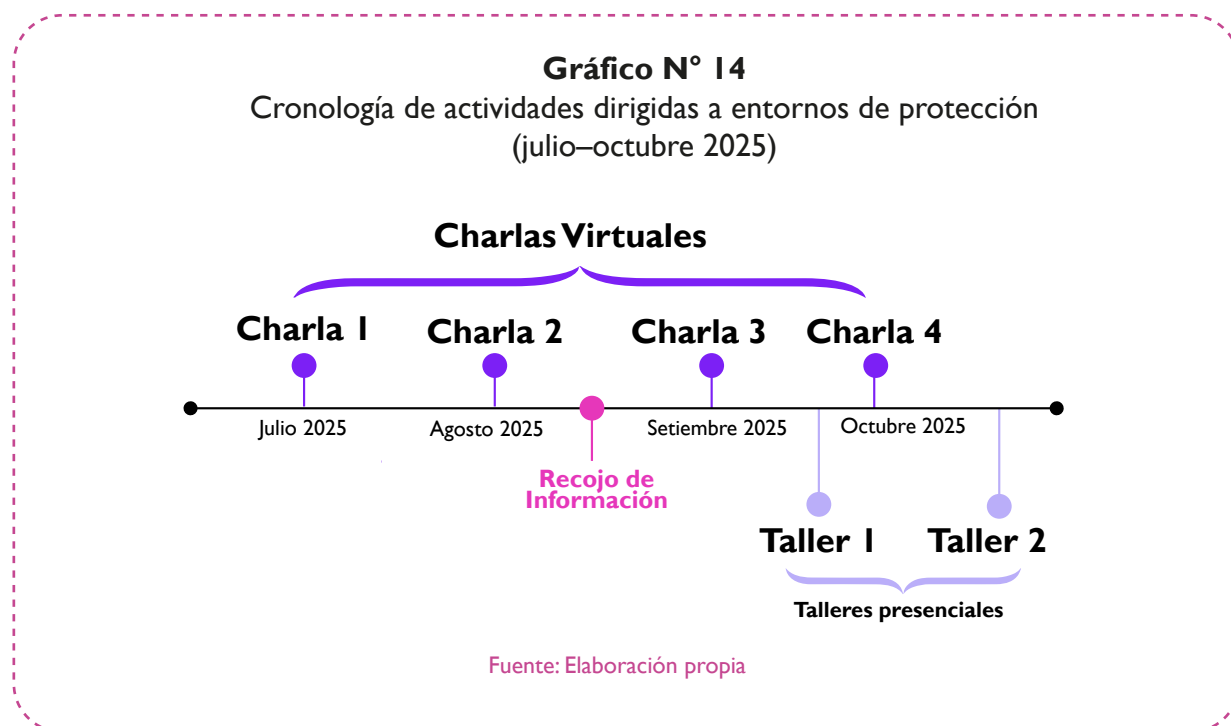 Gráfico N° 14
Cronología de actividades dirigidas a entornos de protección
(julio–octubre 2025)
Charlas Virtuales
Charla 1
Charla 2
Charla 3
Charla 4
Julio 2025
Agosto 2025
Setiembre 2025
Octubre 2025
Recojo de
Información
Taller 1
Taller 2
Talleres presenciales
Fuente: Elaboración propia